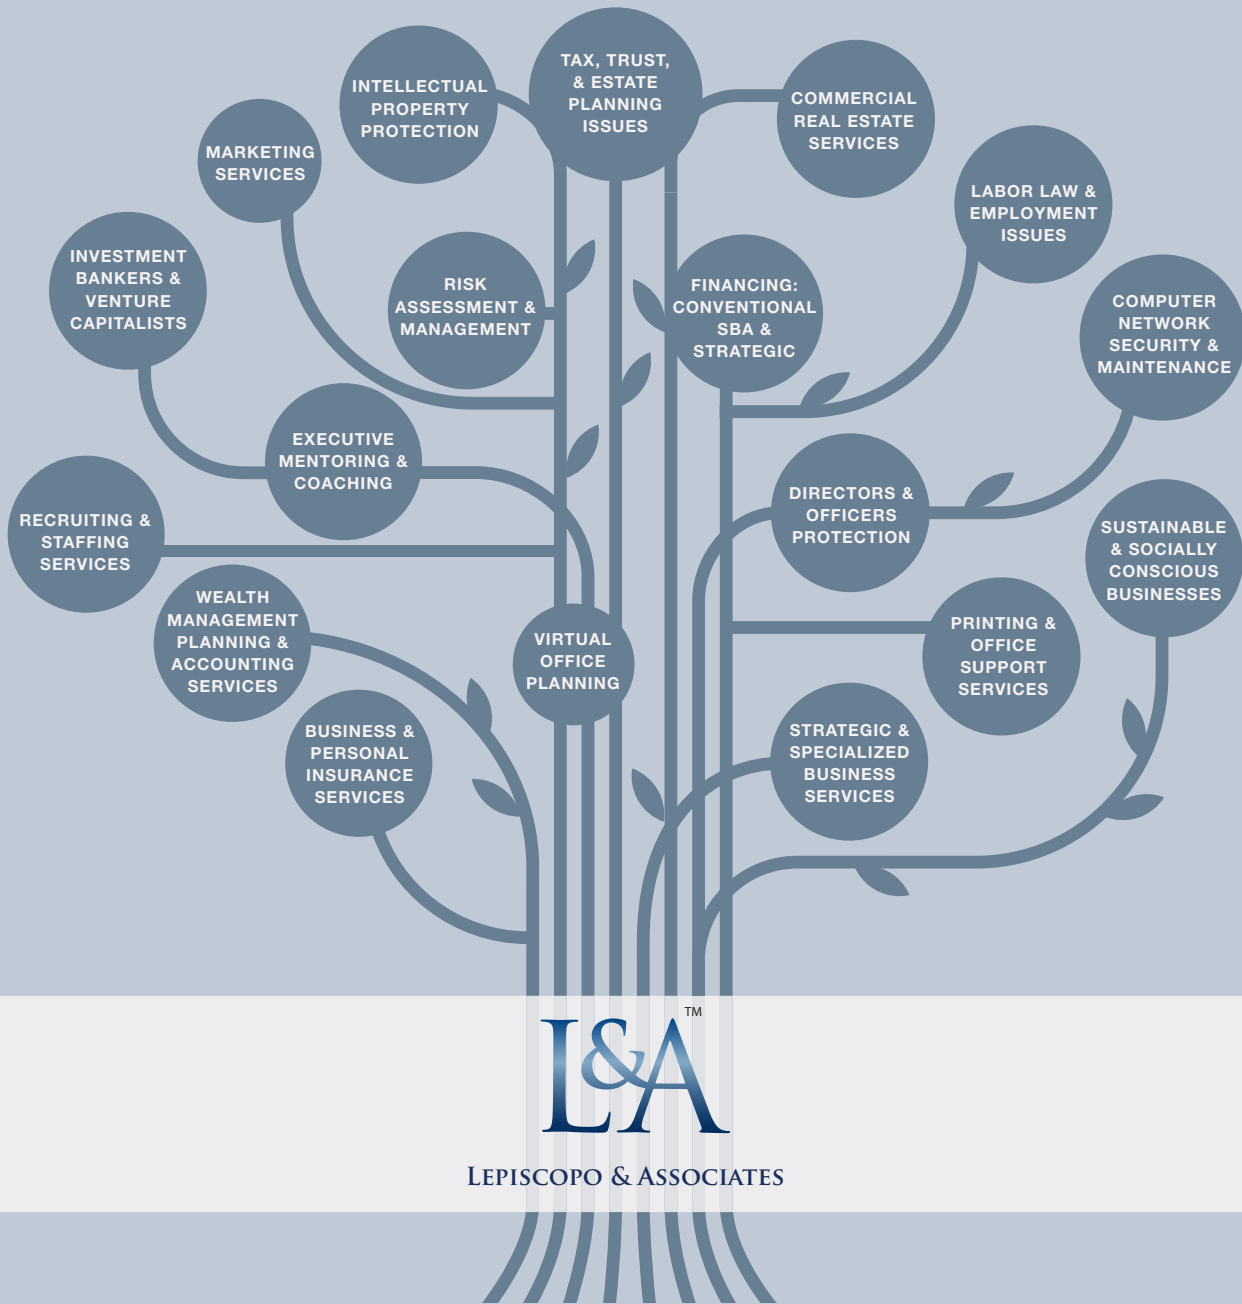 TAX, TRUST,
& ESTATE
PLANNING
ISSUES
INTELLECTUAL
PROPERTY
PROTECTION
COMMERCIAL
REAL ESTATE
SERVICES
MARKETING
SERVICES
LABOR LAW &
EMPLOYMENT
ISSUES
INVESTMENT
BANKERS &
VENTURE
CAPITALISTS
RISK
ASSESSMENT &
MANAGEMENT
FINANCING:
CONVENTIONAL
SBA &
STRATEGIC
COMPUTER
NETWORK
SECURITY &
MAINTENANCE
EXECUTIVE
MENTORING &
COACHING
DIRECTORS &
OFFICERS
PROTECTION
RECRUITING &
STAFFING
SERVICES
SUSTAINABLE
& SOCIALLY
CONSCIOUS
BUSINESSES
WEALTH
MANAGEMENT
PLANNING &
ACCOUNTING
SERVICES
VIRTUAL
OFFICE
PLANNING
PRINTING &
OFFICE
SUPPORT
SERVICES
BUSINESS &
PERSONAL
INSURANCE
SERVICES
STRATEGIC &
SPECIALIZED
BUSINESS
SERVICES
L&A™
LEPISCOPO & ASSOCIATES